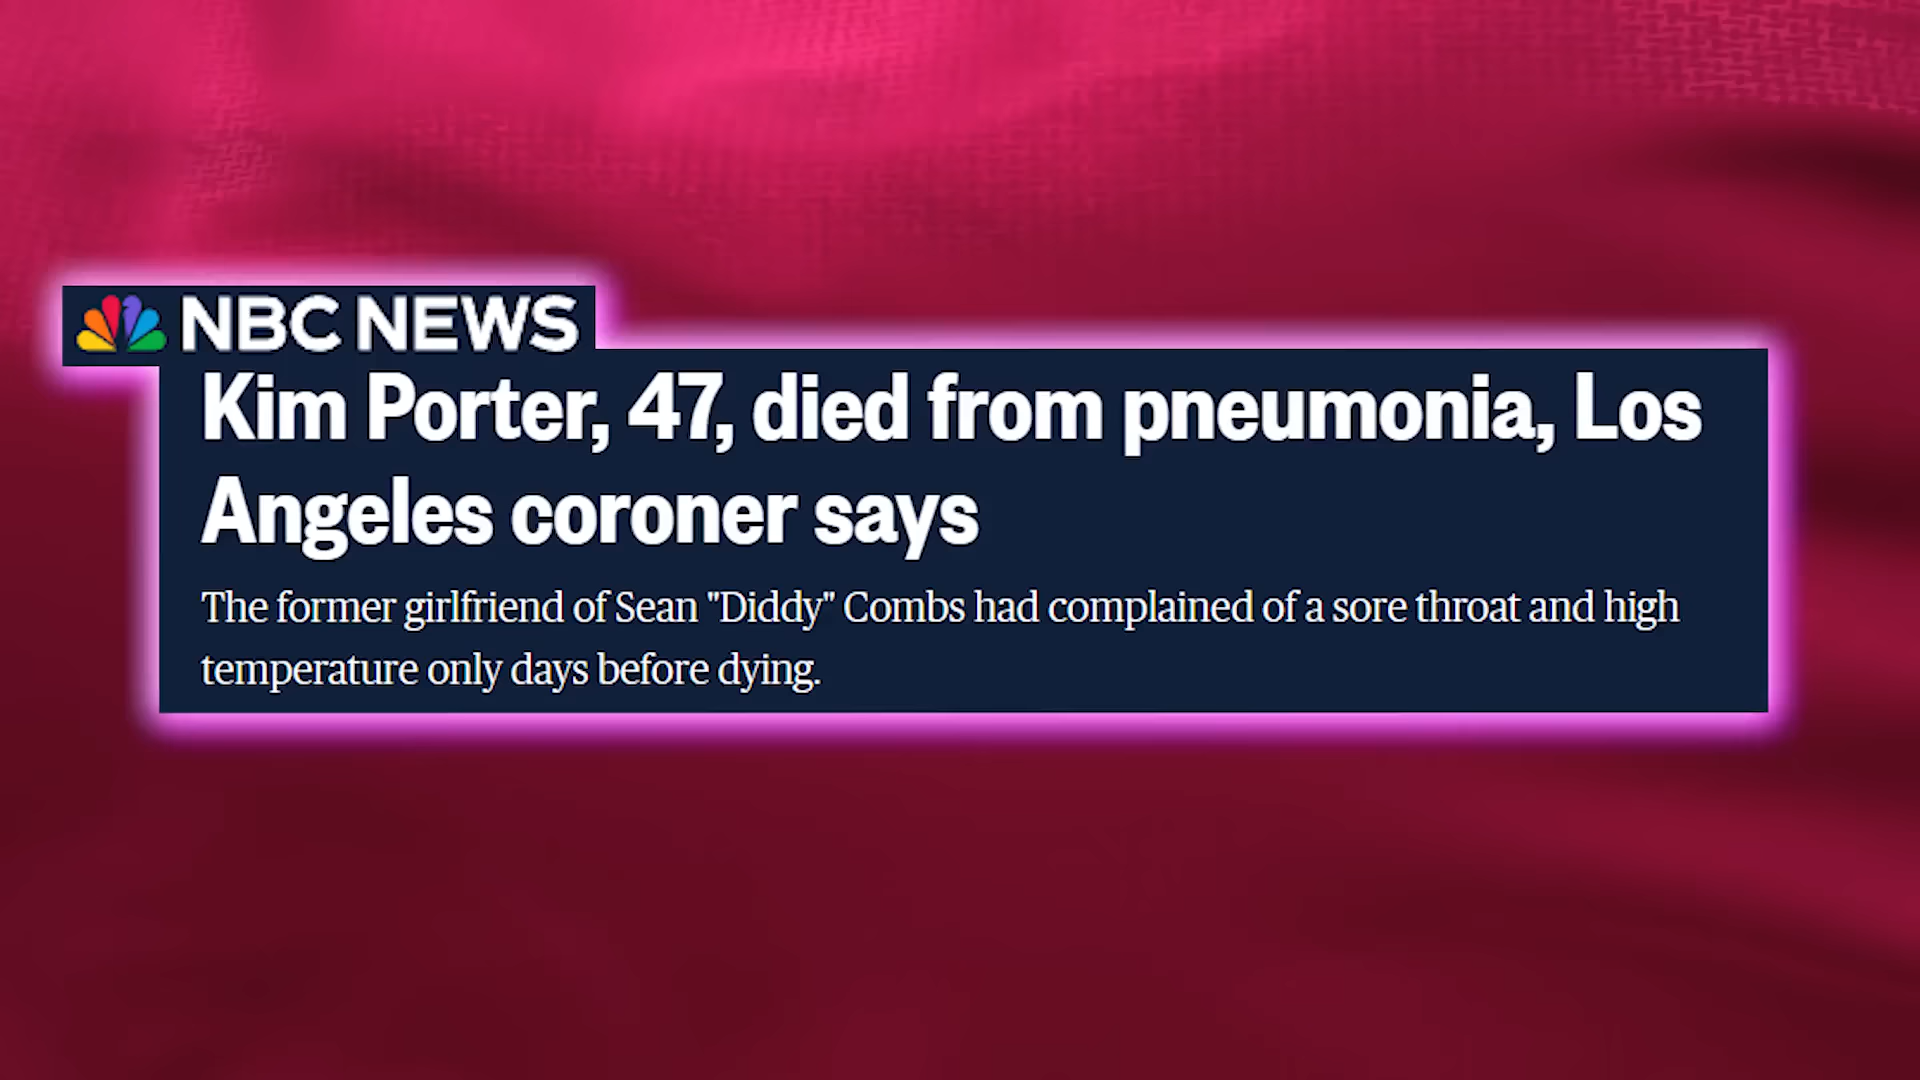 NBC NEWS
Kim Porter, 47, died from pneumonia, Los
Angeles coroner says
The former girlfriend of Sean "Diddy" Combs had complained of a sore throat and high
temperature only days before dying.